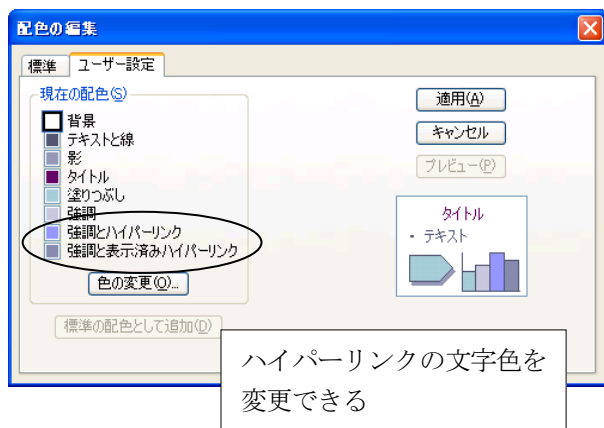 配色の編集
標準
ユーザー設定
現在の配色(S)
背景
テキストと線
影
タイトル
塗りつぶし
強調
強調とハイパーリンク
強調と表示済みハイパーリンク
色の変更(O)...
標準の配色として追加(D)
適用(A)
キャンセル
プレビュー(P)
タイトル
・ テキスト
ハイパーリンクの文字色を
変更できる